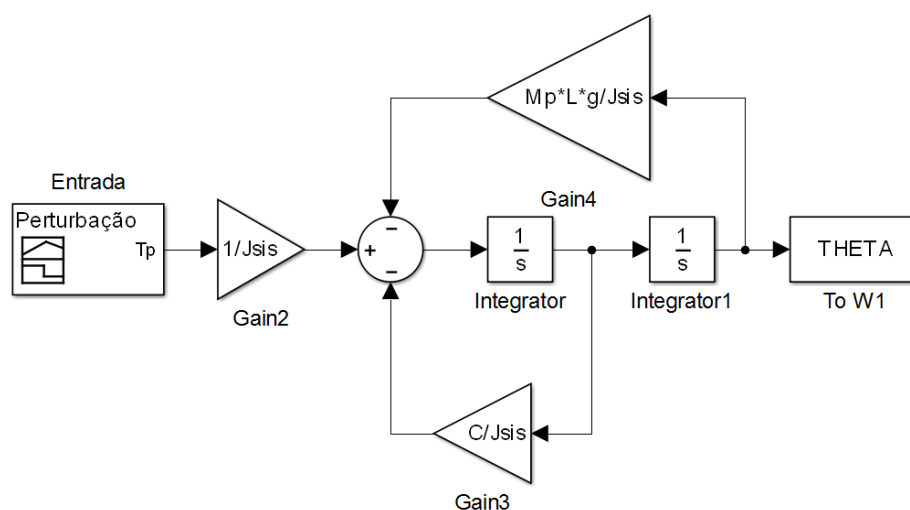 Mp*L*g/Jsis
Entrada
Gain4
Perturbação
Tp
1/Jsis
−
+
−
1
s
1
s
THETA
Gain2
Integrator
Integrator1
To W1
C/Jsis
Gain3